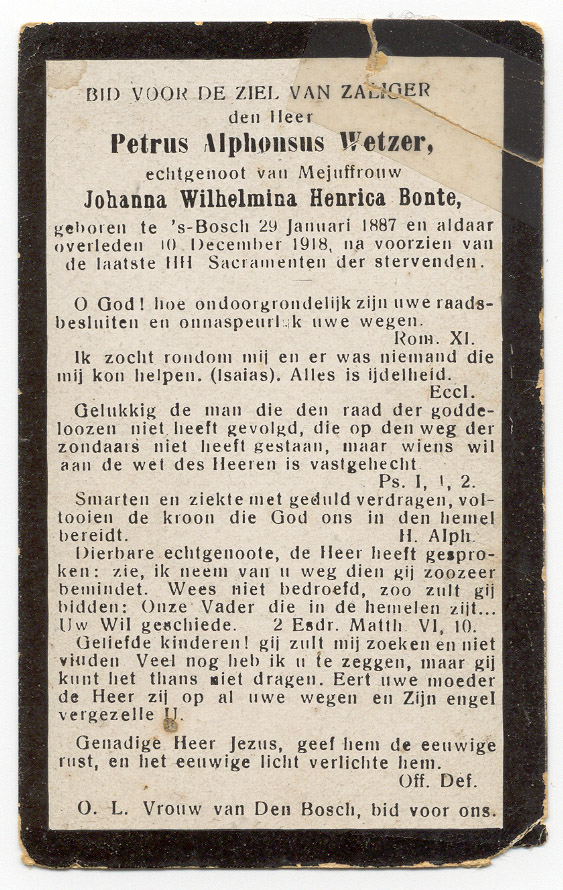 BID VOOR DE ZIEL VAN ZALIGER
den Heer
Petrus Alphonsus Wetzer,
echtgenoot van Mejuffrouw
Johanna Wilhelmina Henrica Bonte,
geboren te 's-Bosch 29 Januari 1887 en aldaar
overleden 10 December 1918, na voorzien van
de laatste HH Sacramenten der stervenden.
O God! hoe ondoorgrondelijk zijn uwe raads-
besluiten en onnaspeurlijk uwe wegen.
Rom. XI.
Ik zocht rondom mij en er was niemand die
mij kon helpen. (Isaias). Alles is ijdelheid.
Eccl.
Gelukkig de man die den raad der godde-
loozen niet heeft gevolgd, die op den weg der
zondaars niet heeft gestaan, maar wiens wil
aan de wet des Heeren is vastgehecht
Ps. I, 1, 2.
Smarten en ziekte met geduld verdragen, vol-
tooien de kroon die God ons in den hemel
bereidt. H. Alph.
Dierbare echtgenoote, de Heer heeft gespro-
ken: zie, ik neem van u weg dien gij zoozeer
bemindet. Wees niet bedroefd, zoo zult gij
bidden: Onze Vader die in de hemelen zijt...
Uw Wil geschiede. 2 Esdr. Matth VI, 10.
Geliefde kinderen! gij zult mij zoeken en niet
vinden Veel nog heb ik u te zeggen, maar gij
kunt het thans niet dragen. Eert uwe moeder
de Heer zij op al uwe wegen en Zijn engel
vergezelle U.
Genadige Heer Jezus, geef hem de eeuwige
rust, en het eeuwige licht verlichte hem.
Off. Def.
O. L. Vrouw van Den Bosch, bid voor ons.